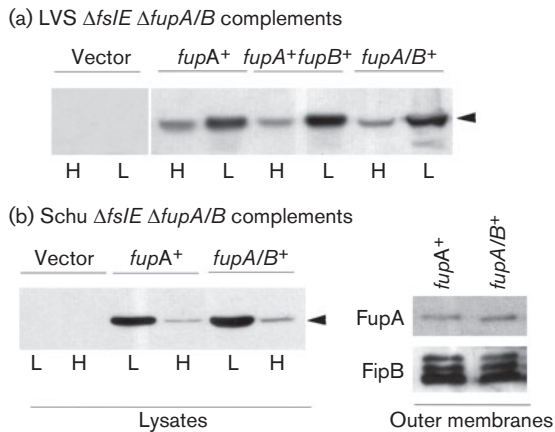 (a) LVS ΔfslE ΔfupA/B complements
Vector fupA+ fupA+fupB+ fupA/B+
H L H L H L H L
(b) Schu ΔfslE ΔfupA/B complements
Vector fupA+ fupA/B+
L H L H L H
Lysates
fupA+ fupA/B+
FupA
FipB
Outer membranes